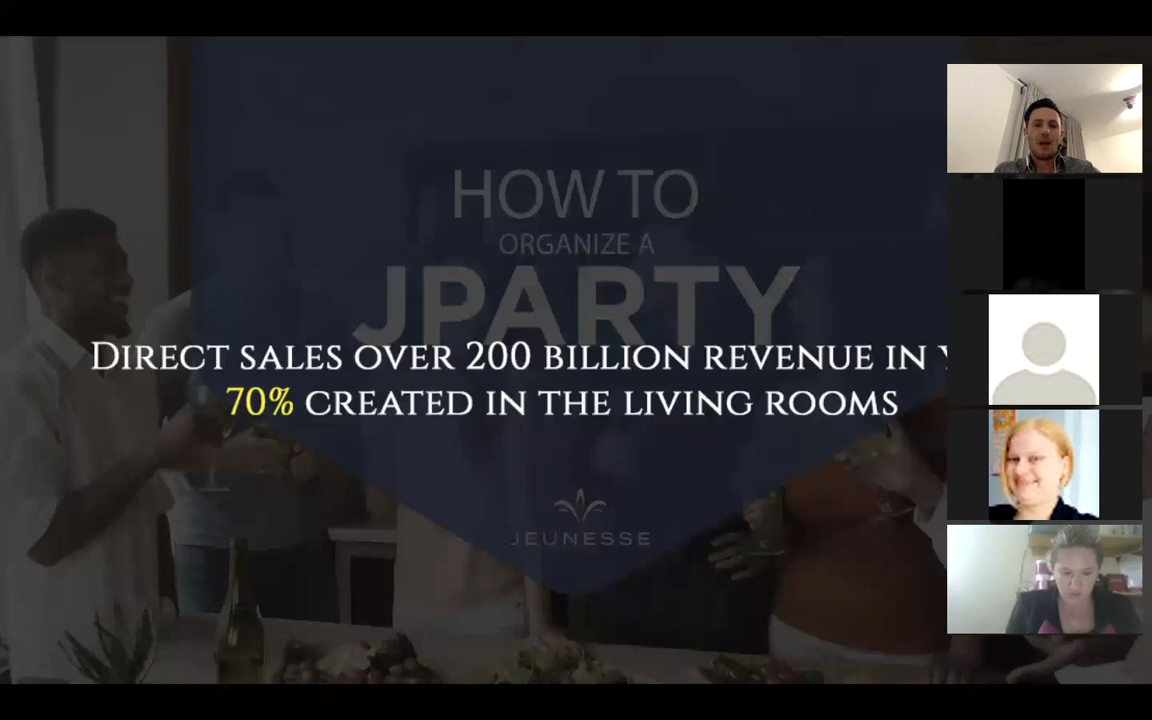 HOW TO
ORGANIZE A
JPARTY
DIRECT SALES OVER 200 BILLION REVENUE IN
70% CREATED IN THE LIVING ROOMS
JEUNESSE